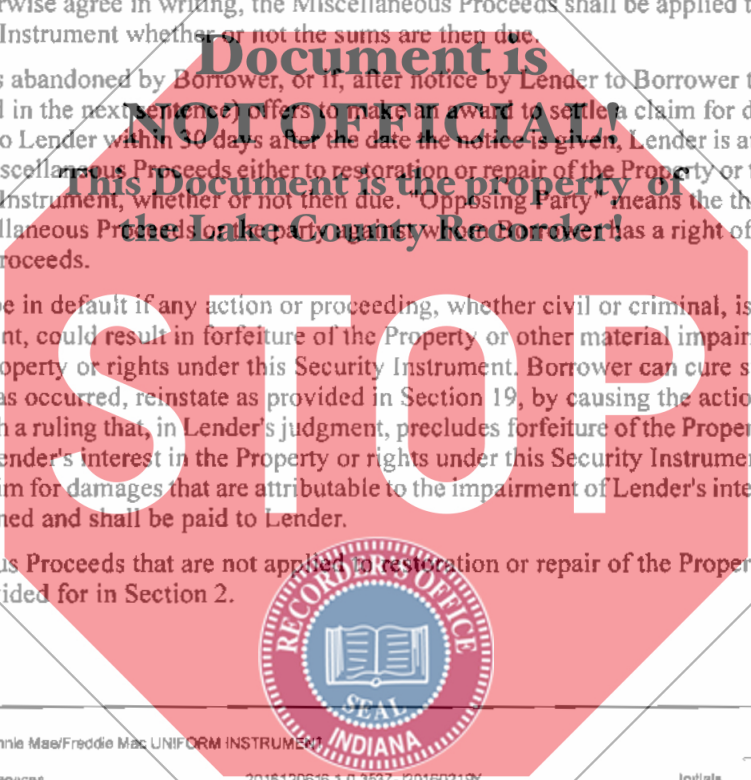 rwise agree in writing, the Miscellaneous Proceeds shall be applied t
Instrument whether or not the sums are then due.
Document is
s abandoned by Borrower, or if, after notice by Lender to Borrower
d in the next sentence) offers to make an award to settle a claim for d
NOT OFFICIAL!
o Lender within 30 days after the date the notice is given, Lender is a
scellaneous Proceeds either to restoration or repair of the Property or
This Document is the property of
Instrument, whether or not then due. "Opposing Party" means the th
llaneous Proceeds or the party against whom Borrower has a right of
the Lake County Recorder!
roceeds.
e in default if any action or proceeding, whether civil or criminal, is
nt, could result in forfeiture of the Property or other material impair
operty or rights under this Security Instrument. Borrower can cure s
as occurred, reinstate as provided in Section 19, by causing the actio
h a ruling that, in Lender's judgment, precludes forfeiture of the Proper
ender's interest in the Property or rights under this Security Instrumen
im for damages that are attributable to the impairment of Lender's inte
ned and shall be paid to Lender.
STOP
us Proceeds that are not applied to restoration or repair of the Proper
ided for in Section 2.
RECORDER'S OFFICE
SEAL
INDIANA
nnie Mae/Freddie Mac UNIFORM INSTRUMENT
Initials